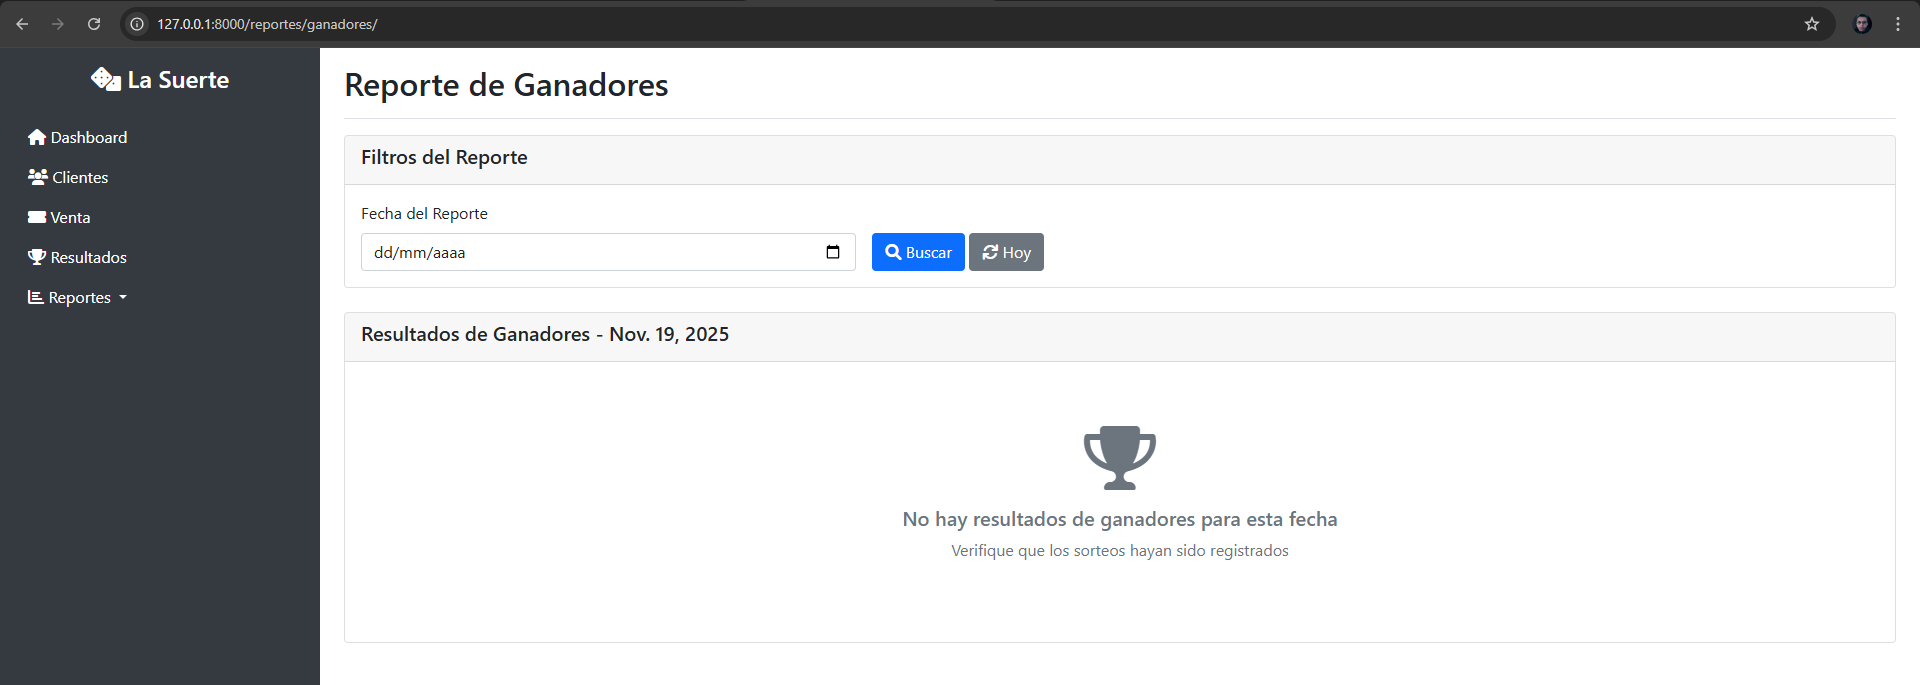 127.0.0.1:8000/reportes/ganadores/
La Suerte
Dashboard
Clientes
Venta
Resultados
Reportes
Reporte de Ganadores
Filtros del Reporte
Fecha del Reporte
dd/mm/aaaa
Buscar
Hoy
Resultados de Ganadores - Nov. 19, 2025
No hay resultados de ganadores para esta fecha
Verifique que los sorteos hayan sido registrados